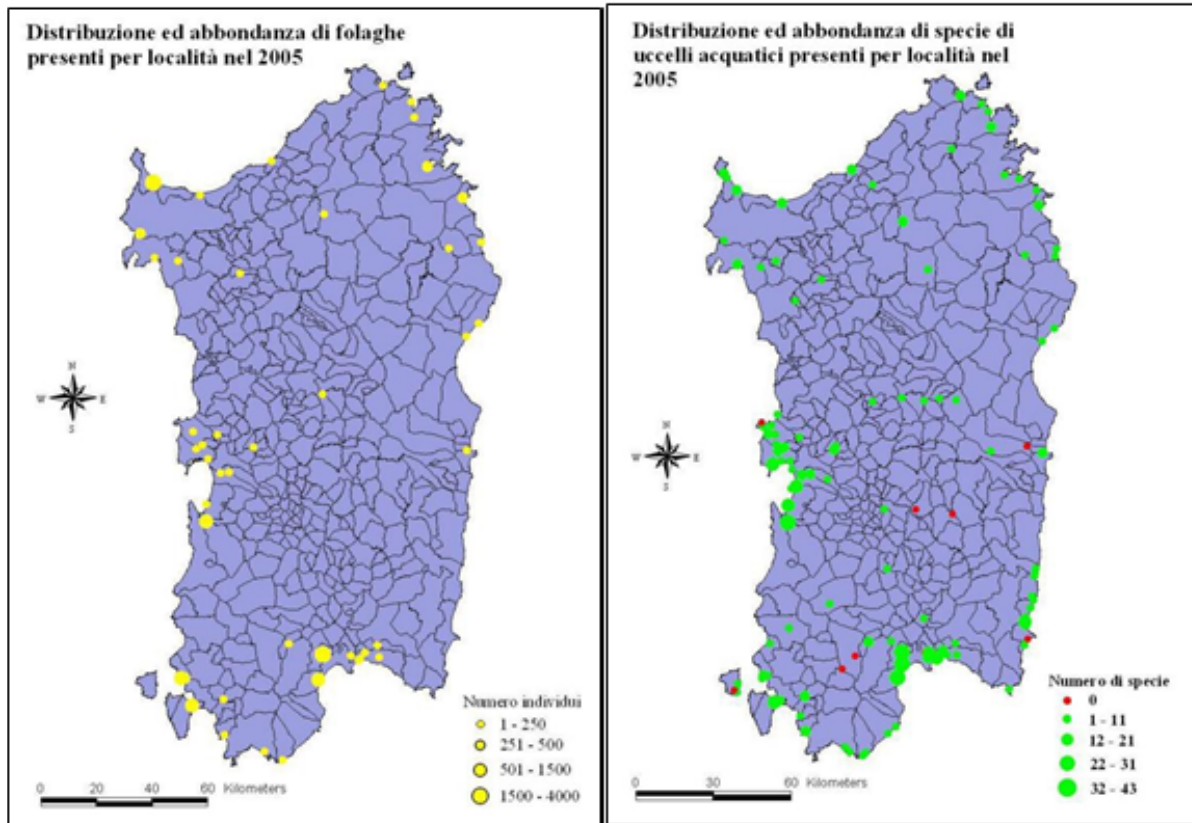 Distribuzione ed abbondanza di folaghe
presenti per località nel 2005
N
W E
S
Numero individui
1 - 250
251 - 500
501 - 1500
1500 - 4000
0 20 40 60 Kilometers
Distribuzione ed abbondanza di specie di
uccelli acquatici presenti per località nel
2005
N
W E
S
Numero di specie
0
1 - 11
12 - 21
22 - 31
32 - 43
0 30 60 Kilometers